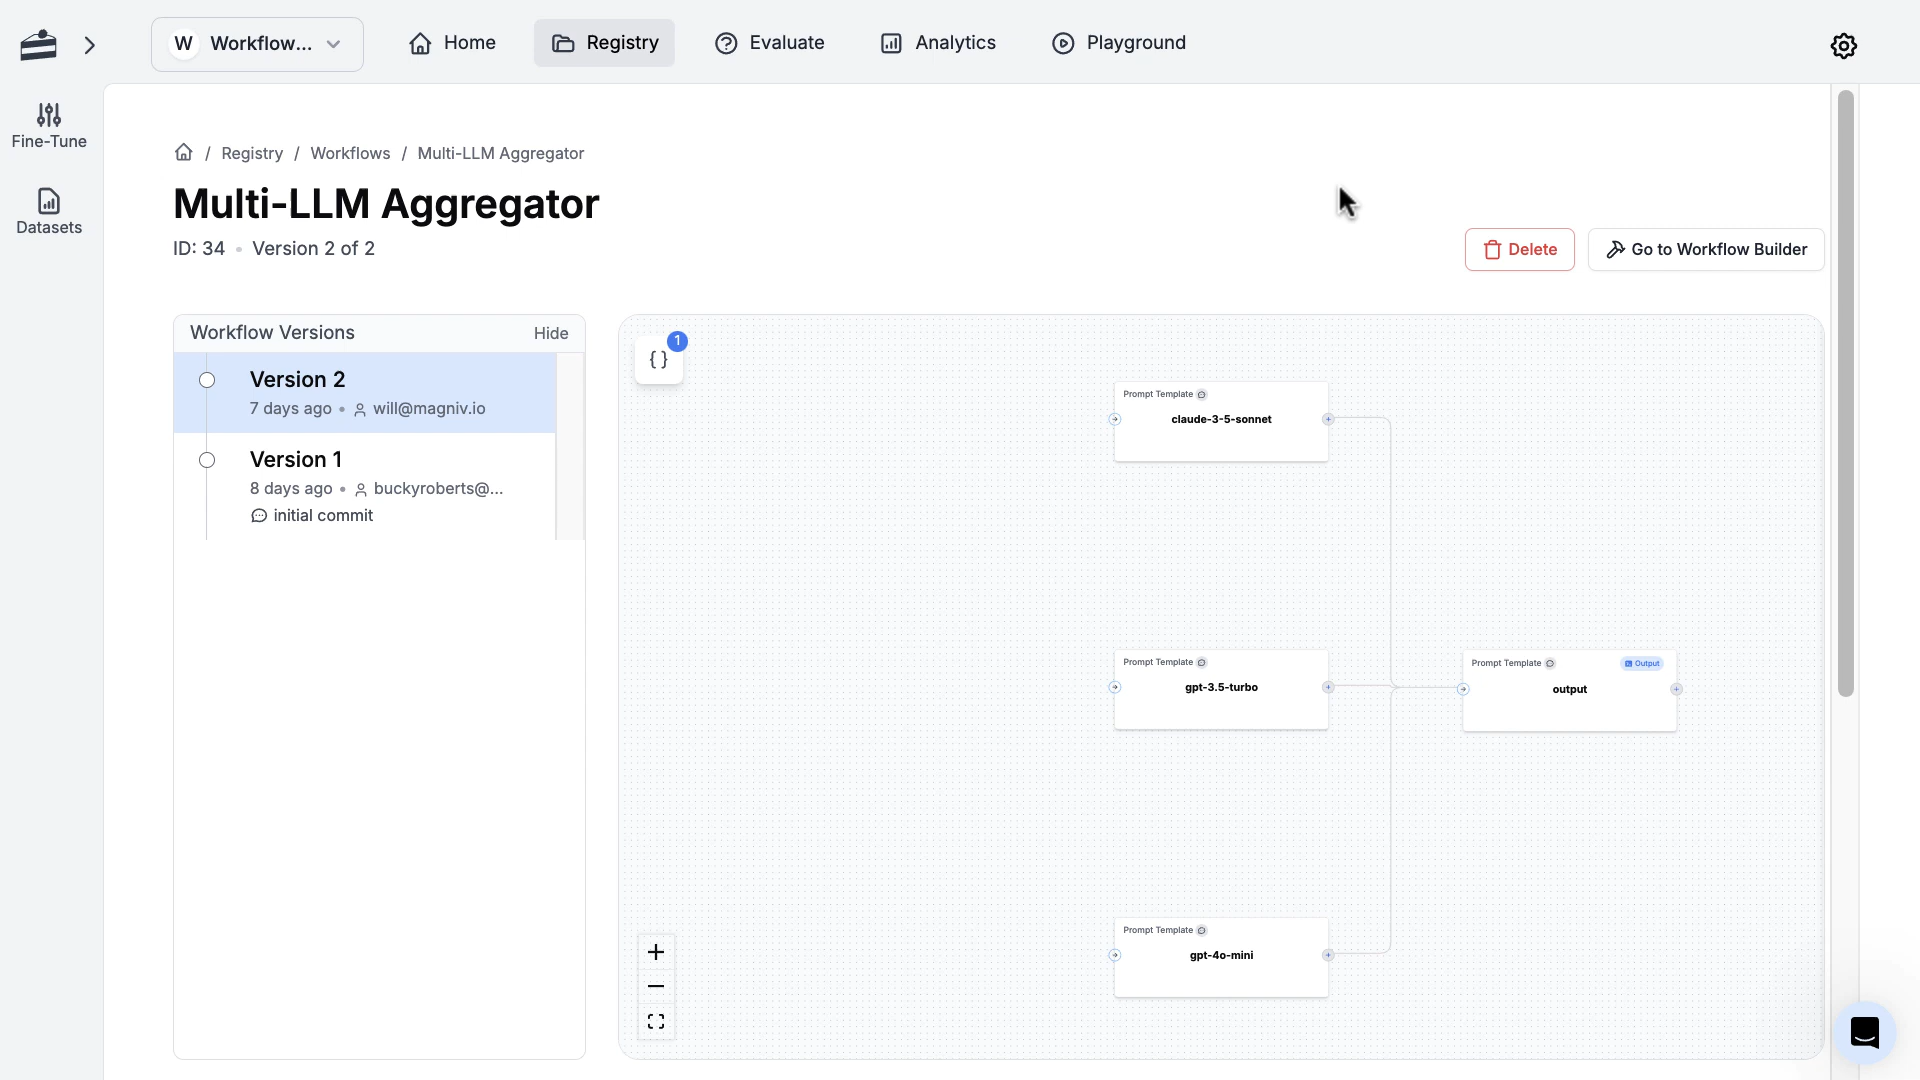 W Workflow...
Home
Registry
Evaluate
Analytics
Playground
Fine-Tune
Datasets
/ Registry / Workflows / Multi-LLM Aggregator
Multi-LLM Aggregator
ID: 34 • Version 2 of 2
Delete
Go to Workflow Builder
Workflow Versions
Hide
Version 2
7 days ago • will@magniv.io
Version 1
8 days ago • buckyroberts@...
initial commit
{ }
1
Prompt Template
claude-3-5-sonnet
Prompt Template
gpt-3.5-turbo
Prompt Template
Output
output
Prompt Template
gpt-4o-mini